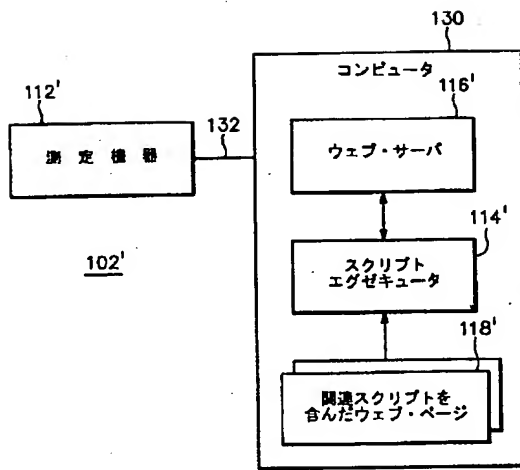 130
コンピュータ
112'
116'
132
測 定 機 器
ウェブ・サーバ
102'
114'
スクリプト
エグゼキュータ
118'
関連スクリプトを
含んだウェブ・ページ